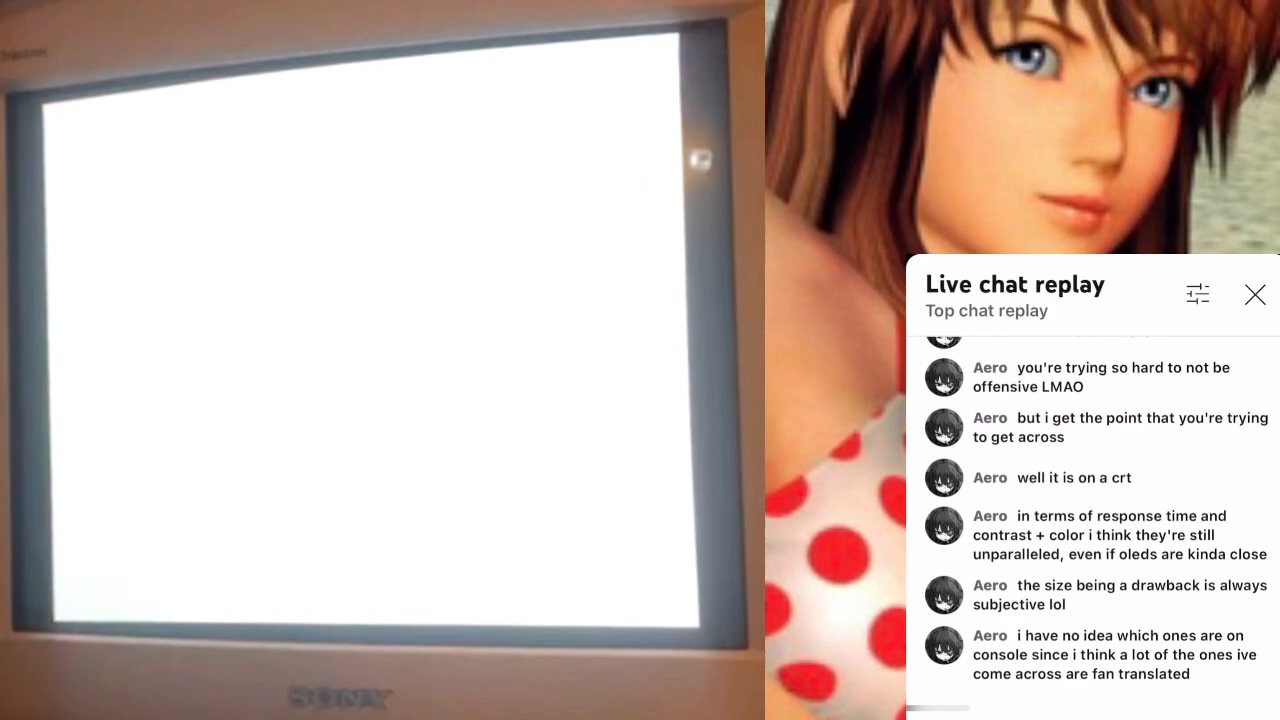 SONY
Live chat replay
Top chat replay
Aero you're trying so hard to not be
offensive LMAO
Aero but i get the point that you're trying
to get across
Aero well it is on a crt
Aero in terms of response time and
contrast + color i think they're still
unparalleled, even if oleds are kinda close
Aero the size being a drawback is always
subjective lol
Aero i have no idea which ones are on
console since i think a lot of the ones ive
come across are fan translated